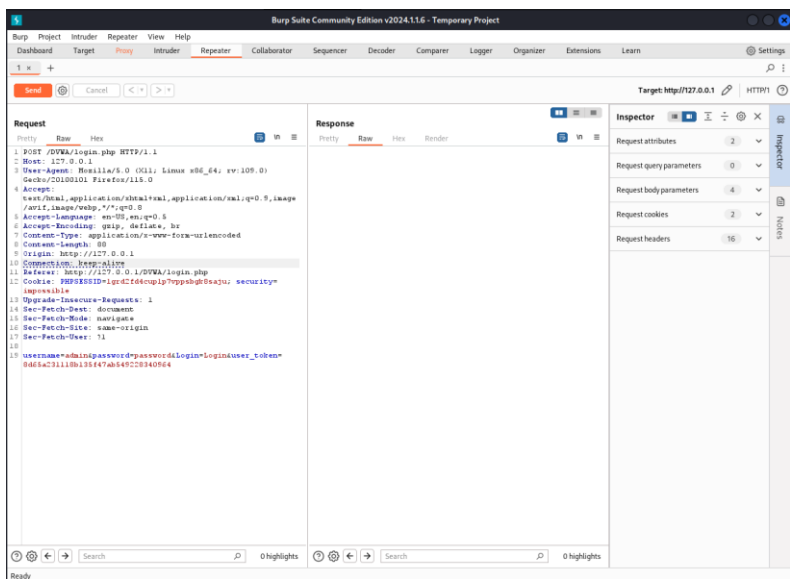 Burp Suite Community Edition v2024.1.1.6 - Temporary Project
Burp Project Intruder Repeater View Help
Dashboard Target Proxy Intruder Repeater Collaborator Sequencer Decoder Comparer Logger Organizer Extensions Learn Settings
1 × +
Send Cancel < > Target: http://127.0.0.1 HTTP/1
Request
Pretty Raw Hex \n
1 POST /DVWA/login.php HTTP/1.1
2 Host: 127.0.0.1
3 User-Agent: Mozilla/5.0 (X11; Linux x86_64; rv:109.0)
Gecko/20100101 Firefox/115.0
4 Accept:
text/html,application/xhtml+xml,application/xml;q=0.9,image
/avif,image/webp,*/*;q=0.8
5 Accept-Language: en-US,en;q=0.5
6 Accept-Encoding: gzip, deflate, br
7 Content-Type: application/x-www-form-urlencoded
8 Content-Length: 88
9 Origin: http://127.0.0.1
10 Connection: keep-alive
11 Referer: http://127.0.0.1/DVWA/login.php
12 Cookie: PHPSESSID=lgrd2fd4cup1p7vppsbgk8saju; security=
impossible
13 Upgrade-Insecure-Requests: 1
14 Sec-Fetch-Dest: document
15 Sec-Fetch-Mode: navigate
16 Sec-Fetch-Site: same-origin
17 Sec-Fetch-User: ?1
18
19 username=admin&password=password&Login=Login&user_token=
8d65a231118b135f47ab549228340964
Search 0 highlights
Response
Pretty Raw Hex Render \n
Search 0 highlights
Inspector
Request attributes 2
Request query parameters 0
Request body parameters 4
Request cookies 2
Request headers 16
Inspector
Notes
Ready